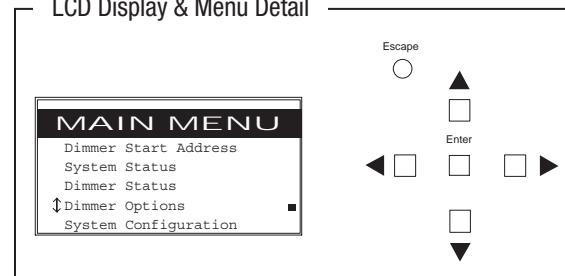 LCD Display & Menu Detail
Escape
MAIN MENU
Dimmer Start Address
System Status
Dimmer Status
Dimmer Options
System Configuration
Enter